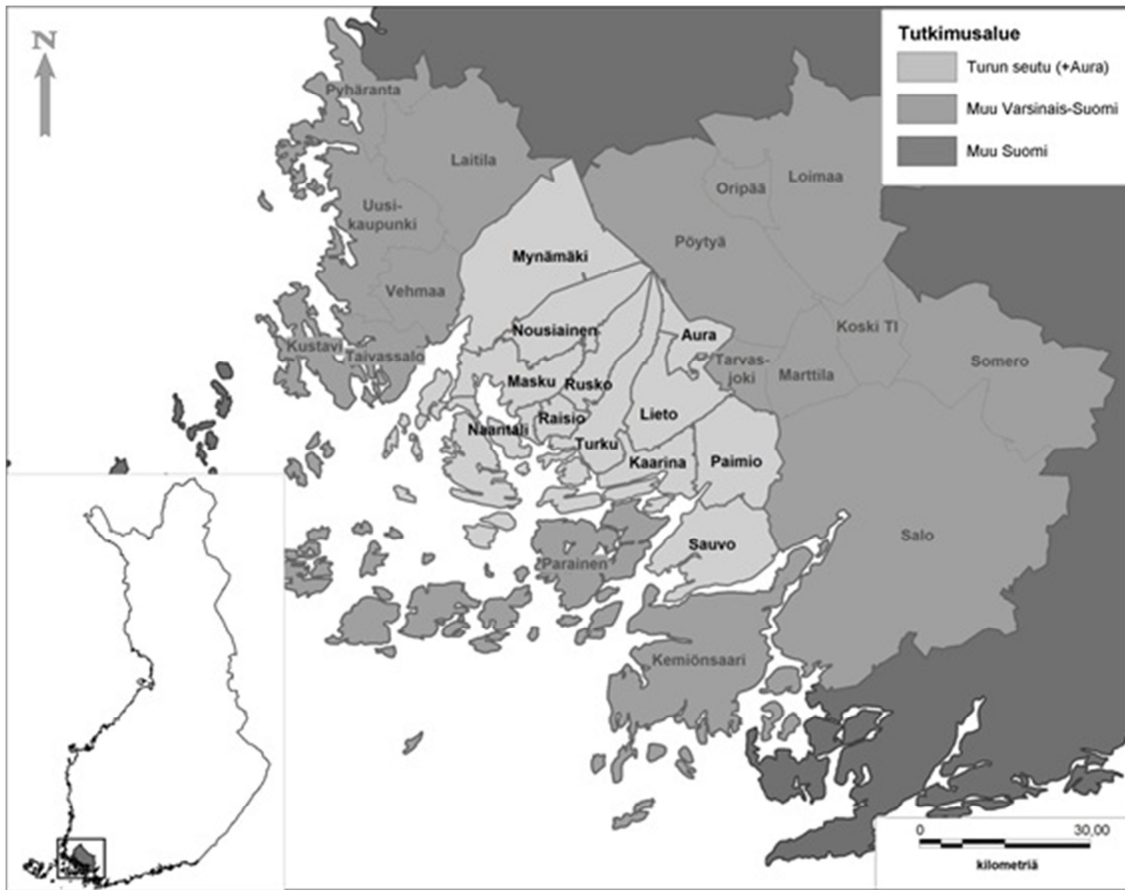 N
Tutkimusalue
Turun seutu (+Aura)
Muu Varsinais-Suomi
Muu Suomi
Pyhäranta
Laitila
Oripää
Loimaa
Uusi-
kaupunki
Pöytyä
Mynämäki
Vehmaa
Nousiainen
Aura
Koski Tl
Kustavi
Taivassalo
Tarvas-
joki
Marttila
Somero
Masku
Rusko
Lieto
Raisio
Naantali
Turku
Kaarina
Paimio
Salo
Sauvo
Parainen
Kemiönsaari
0 30,00
kilometriä